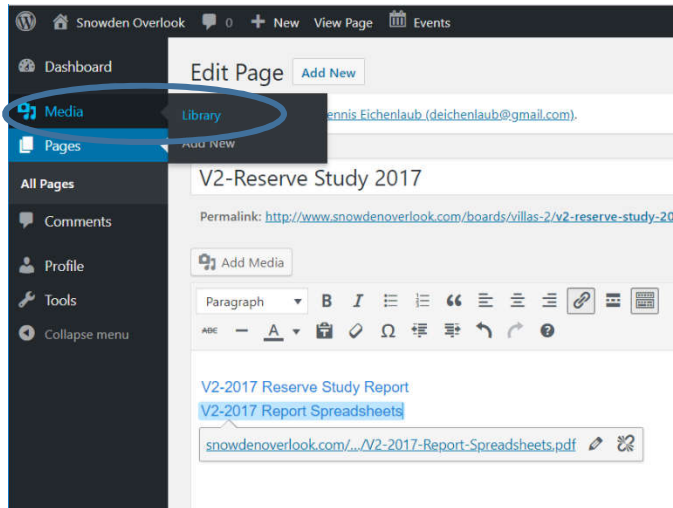 Snowden Overlook 0 New View Page Events
Dashboard
Media
Pages
All Pages
Comments
Profile
Tools
Collapse menu
Library
Add New
Edit Page Add New
ennis Eichenlaub (deichenlaub@gmail.com).
V2-Reserve Study 2017
Permalink: http://www.snowdenoverlook.com/boards/villas-2/v2-reserve-study-20
Add Media
Paragraph B I
ABC A T Ω
V2-2017 Reserve Study Report
V2-2017 Report Spreadsheets
snowdenoverlook.com/.../V2-2017-Report-Spreadsheets.pdf